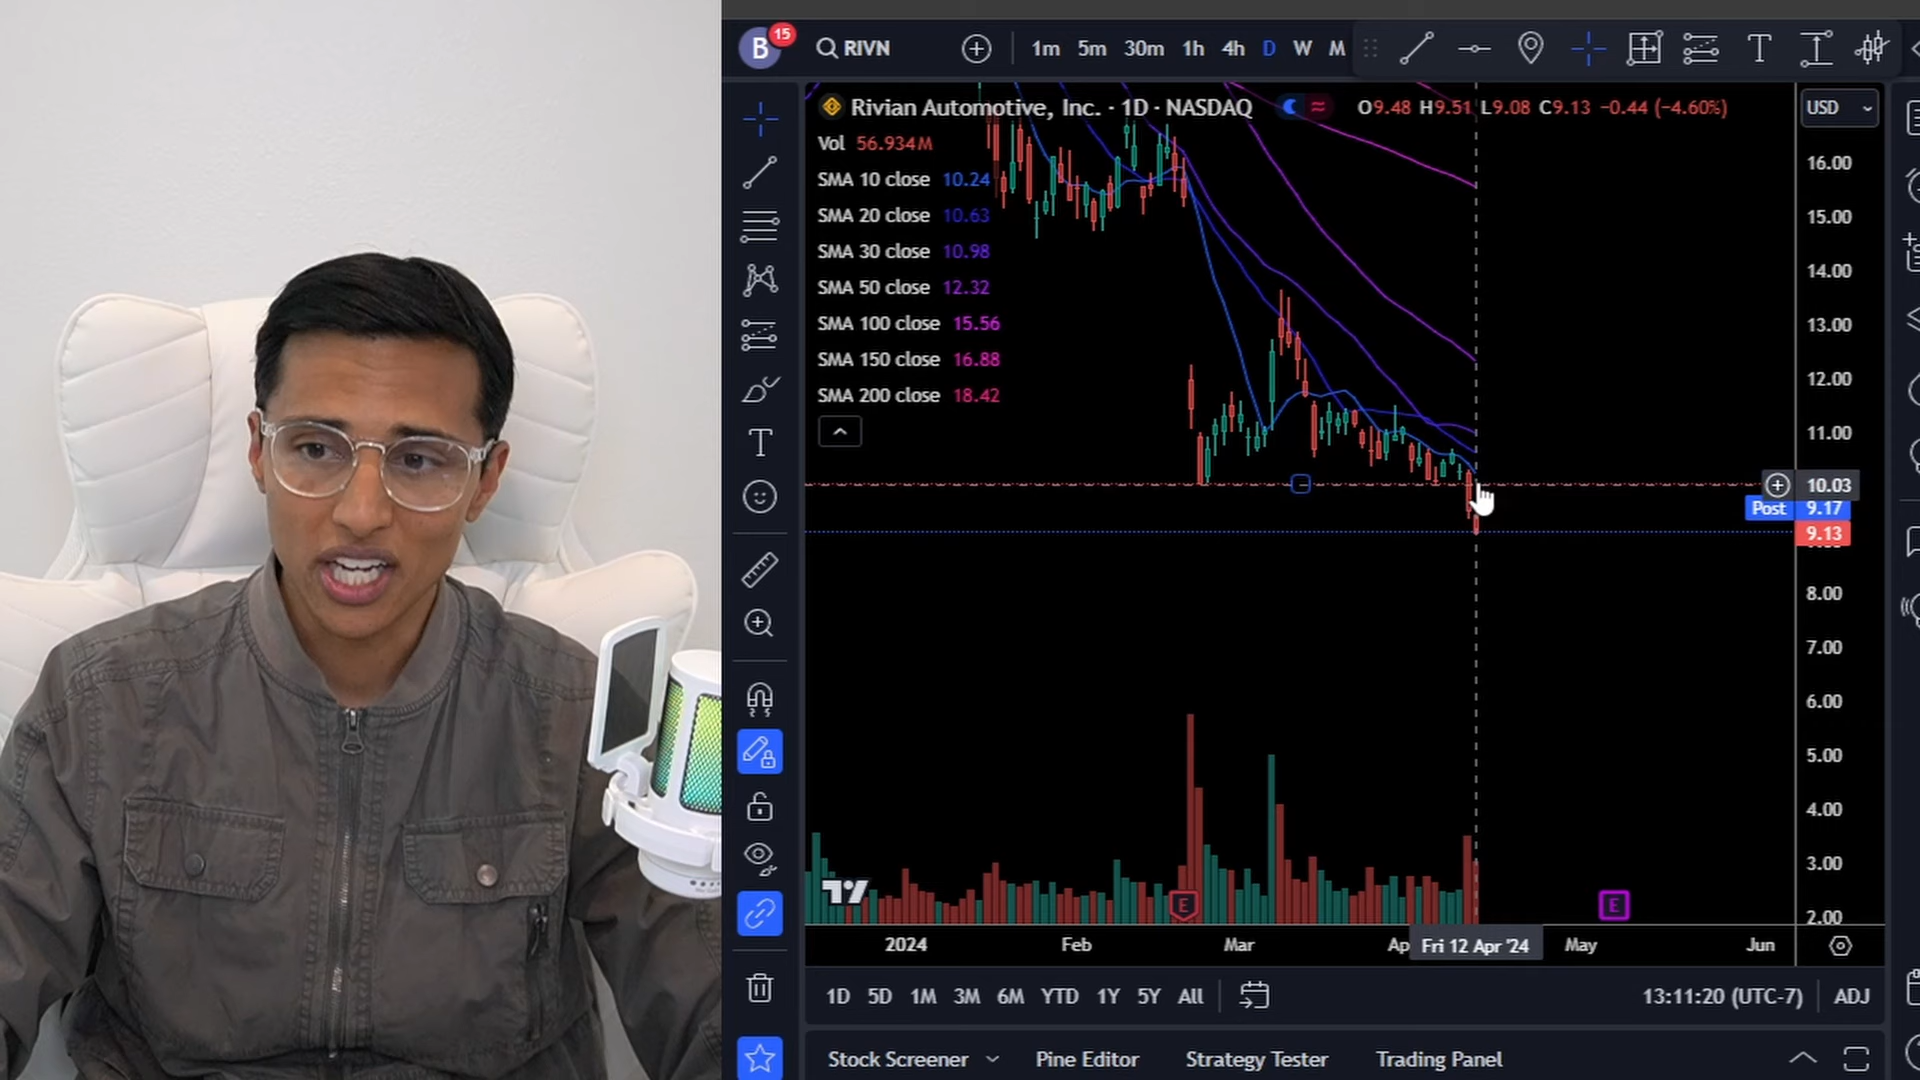 B
15
RIVN
1m 5m 30m 1h 4h D W M
Rivian Automotive, Inc. · 1D · NASDAQ
O9.48 H9.51 L9.08 C9.13 −0.44 (−4.60%)
USD
Vol 56.934M
SMA 10 close 10.24
SMA 20 close 10.63
SMA 30 close 10.98
SMA 50 close 12.32
SMA 100 close 15.56
SMA 150 close 16.88
SMA 200 close 18.42
16.00
15.00
14.00
13.00
12.00
11.00
10.03
Post 9.17
9.13
8.00
7.00
6.00
5.00
4.00
3.00
2.00
E
E
2024 Feb Mar Ap Fri 12 Apr '24 May Jun
1D 5D 1M 3M 6M YTD 1Y 5Y All
13:11:20 (UTC-7) ADJ
Stock Screener Pine Editor Strategy Tester Trading Panel